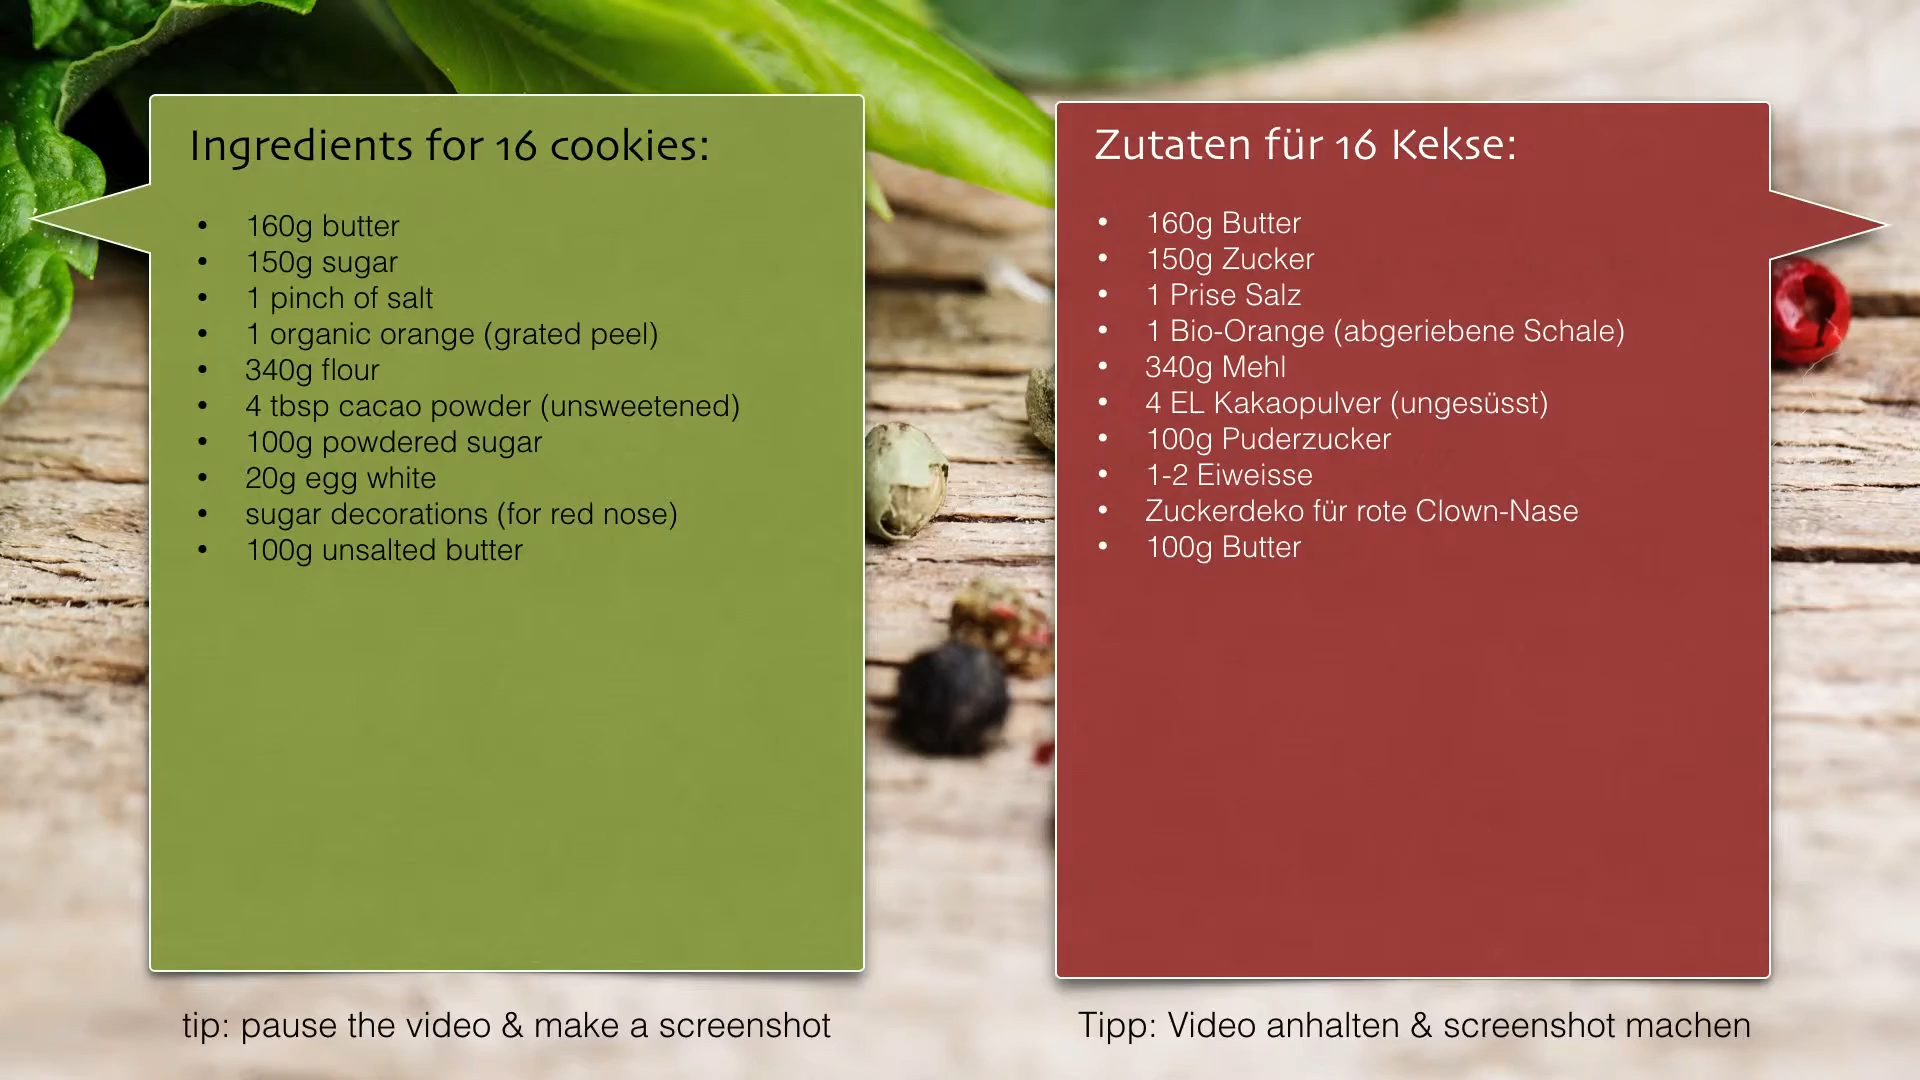 Ingredients for 16 cookies:
• 160g butter
• 150g sugar
• 1 pinch of salt
• 1 organic orange (grated peel)
• 340g flour
• 4 tbsp cacao powder (unsweetened)
• 100g powdered sugar
• 20g egg white
• sugar decorations (for red nose)
• 100g unsalted butter
tip: pause the video & make a screenshot
Zutaten für 16 Kekse:
• 160g Butter
• 150g Zucker
• 1 Prise Salz
• 1 Bio-Orange (abgeriebene Schale)
• 340g Mehl
• 4 EL Kakaopulver (ungesüsst)
• 100g Puderzucker
• 1-2 Eiweisse
• Zuckerdeko für rote Clown-Nase
• 100g Butter
Tipp: Video anhalten & screenshot machen